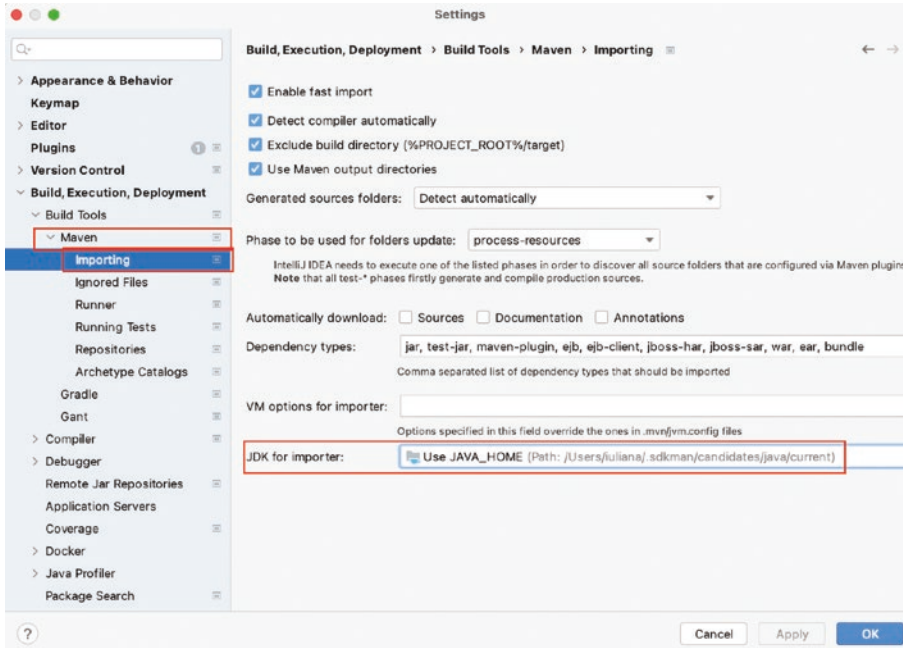 Settings
Build, Execution, Deployment > Build Tools > Maven > Importing
> Appearance & Behavior
Keymap
> Editor
Plugins 1
> Version Control
Build, Execution, Deployment
Build Tools
Maven
Importing
Ignored Files
Runner
Running Tests
Repositories
Archetype Catalogs
Gradle
Gant
> Compiler
> Debugger
Remote Jar Repositories
Application Servers
Coverage
> Docker
> Java Profiler
Package Search
Enable fast import
Detect compiler automatically
Exclude build directory (%PROJECT_ROOT%/target)
Use Maven output directories
Generated sources folders: Detect automatically
Phase to be used for folders update: process-resources
IntelliJ IDEA needs to execute one of the listed phases in order to discover all source folders that are configured via Maven plugins
Note that all test-* phases firstly generate and compile production sources.
Automatically download: Sources Documentation Annotations
Dependency types: jar, test-jar, maven-plugin, ejb, ejb-client, jboss-har, jboss-sar, war, ear, bundle
Comma separated list of dependency types that should be imported
VM options for importer:
Options specified in this field override the ones in .mvn/jvm.config files
JDK for importer: Use JAVA_HOME (Path: /Users/iuliana/.sdkman/candidates/java/current)
? Cancel Apply OK